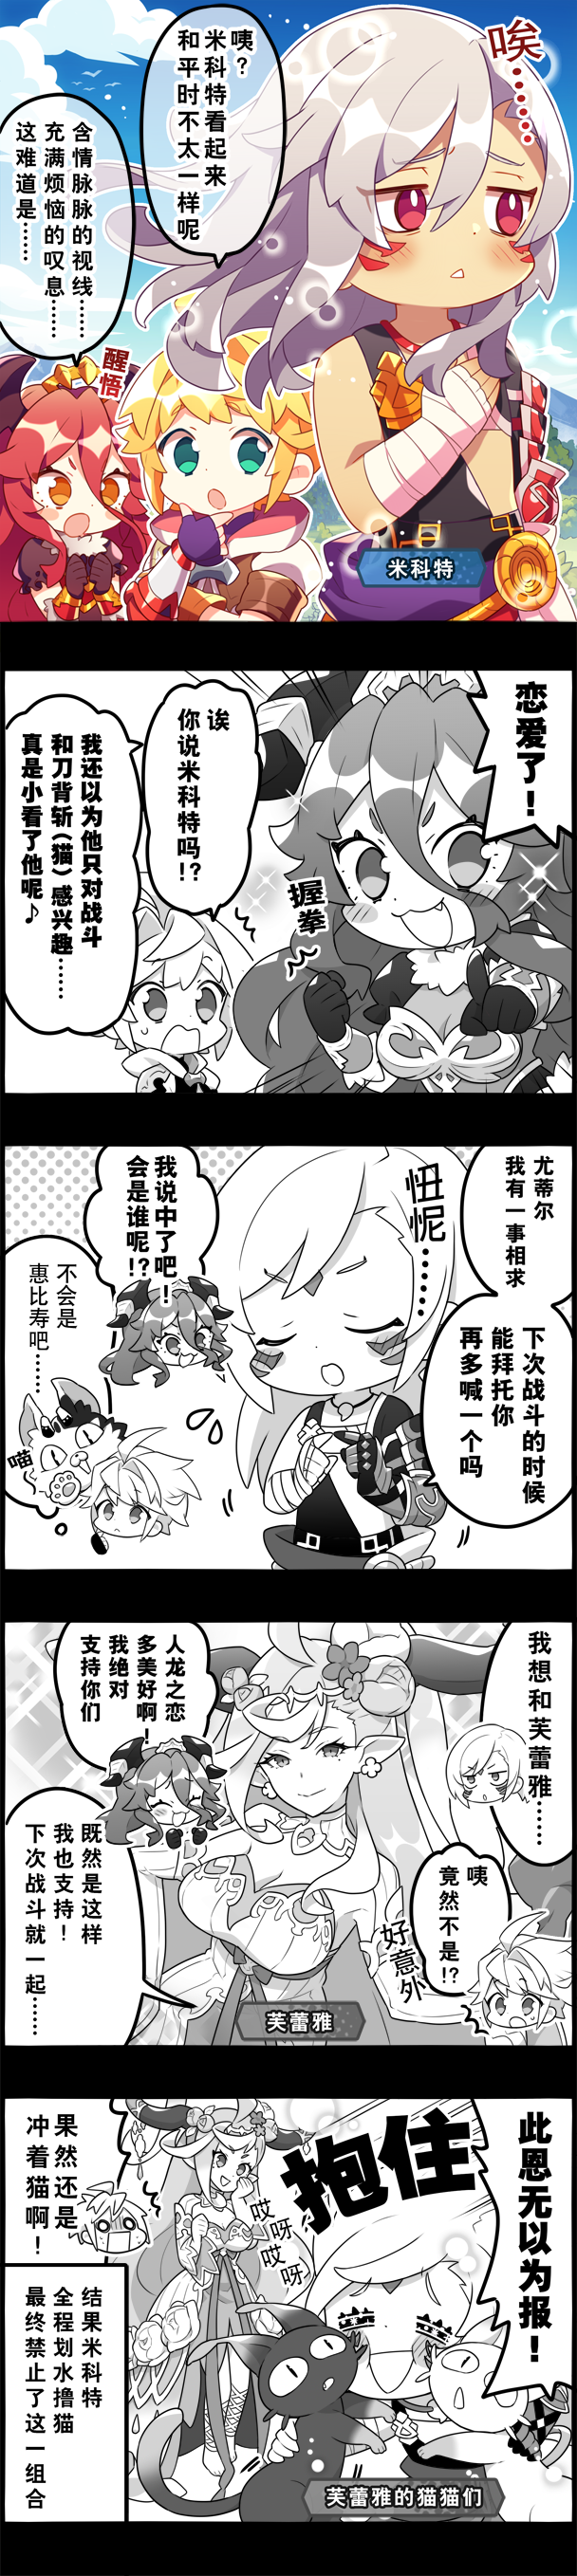 唉……
咦？
米科特看起来
和平时不太一样呢
含情脉脉的视线……
充满烦恼的叹息……
这难道是……
醒悟
米科特
恋爱了！
诶
你说米科特吗!?
握拳
我还以为他只对战斗
和刀背斩（猫）感兴趣……
真是小看了他呢♪
尤蒂尔
我有一事相求
下次战斗的时候
能拜托你
再多喊一个吗
忸怩……
我说中了吧！
会是谁呢!?
不会是
惠比寿吧……
喵
我想和芙蕾雅……
人龙之恋
多美好啊！
我绝对
支持你们
咦
竟然不是!?
好意外
既然是这样
我也支持！
下次战斗就一起……
芙蕾雅
此恩无以为报！
抱住
哎呀哎呀
果然还是
冲着猫啊！
结果米科特
全程划水撸猫
最终禁止了这一组合
芙蕾雅的猫猫们